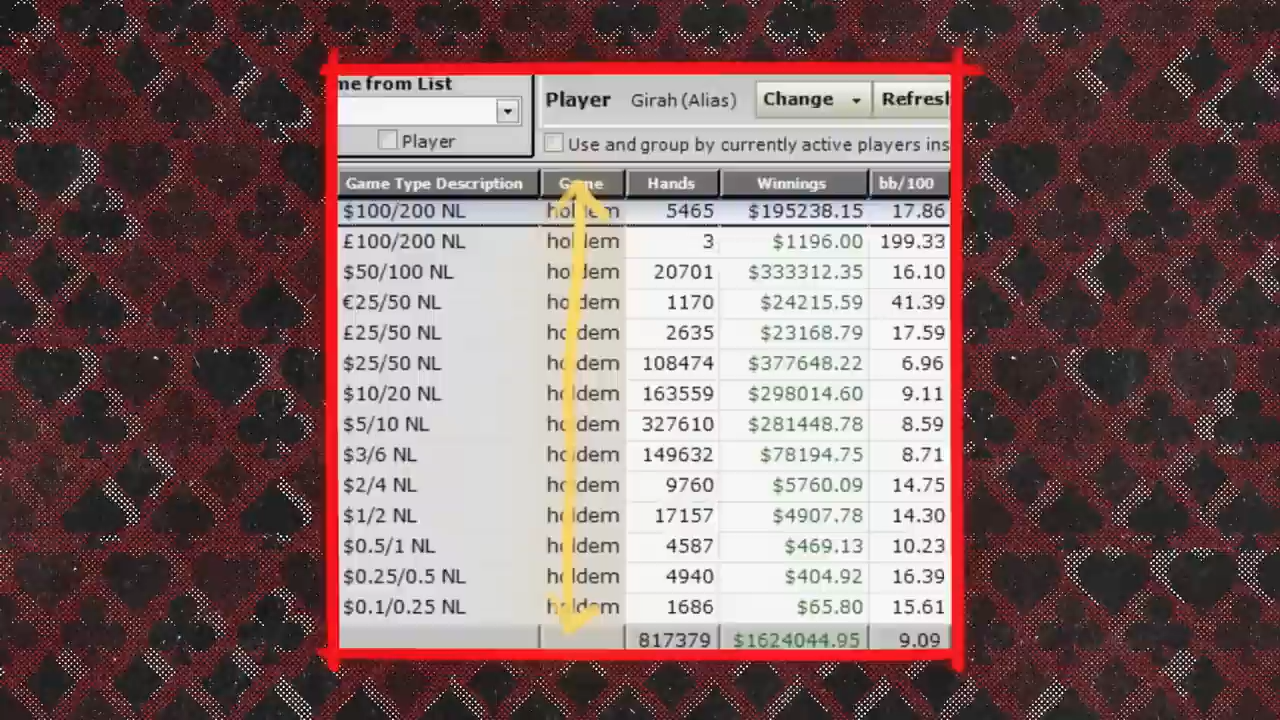 me from List
Player Girah (Alias) Change Refresh
Player
Use and group by currently active players ins
Game Type Description Game Hands Winnings bb/100
$100/200 NL holdem 5465 $195238.15 17.86
£100/200 NL holdem 3 $1196.00 199.33
$50/100 NL holdem 20701 $333312.35 16.10
€25/50 NL holdem 1170 $24215.59 41.39
£25/50 NL holdem 2635 $23168.79 17.59
$25/50 NL holdem 108474 $377648.22 6.96
$10/20 NL holdem 163559 $298014.60 9.11
$5/10 NL holdem 327610 $281448.78 8.59
$3/6 NL holdem 149632 $78194.75 8.71
$2/4 NL holdem 9760 $5760.09 14.75
$1/2 NL holdem 17157 $4907.78 14.30
$0.5/1 NL holdem 4587 $469.13 10.23
$0.25/0.5 NL holdem 4940 $404.92 16.39
$0.1/0.25 NL holdem 1686 $65.80 15.61
817379 $1624044.95 9.09